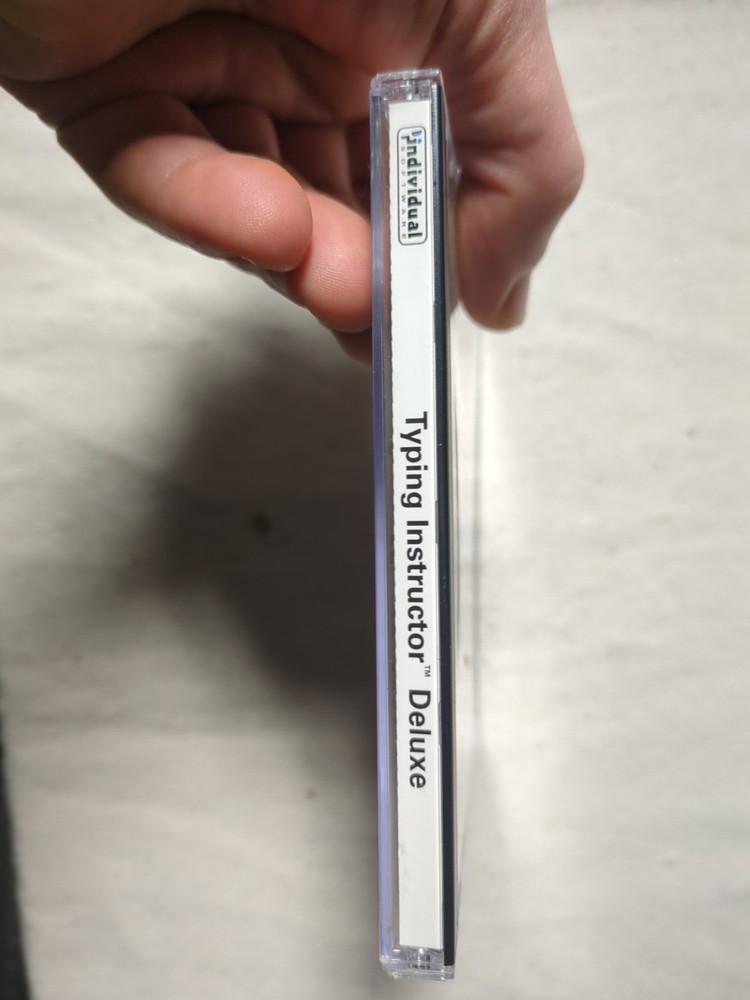 individual
SOFTWARE
Typing Instructor™ Deluxe